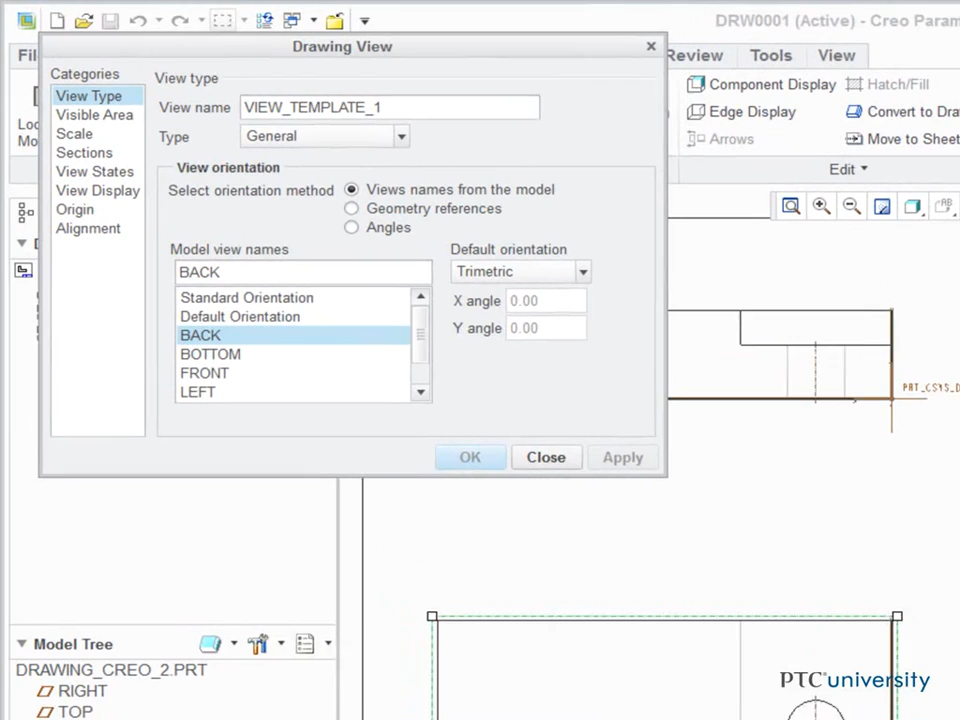 DRW0001 (Active) - Creo Param
Drawing View
Review Tools View
Categories
View Type
Visible Area
Scale
Sections
View States
View Display
Origin
Alignment
View type
View name VIEW_TEMPLATE_1
Type General
View orientation
Select orientation method
Views names from the model
Geometry references
Angles
Model view names
BACK
Standard Orientation
Default Orientation
BACK
BOTTOM
FRONT
LEFT
Default orientation
Trimetric
X angle 0.00
Y angle 0.00
OK Close Apply
Component Display Hatch/Fill
Edge Display Convert to Dra
Arrows Move to Sheet
Edit
PRT_CSYS_D
Model Tree
DRAWING_CREO_2.PRT
RIGHT
TOP
PTC university